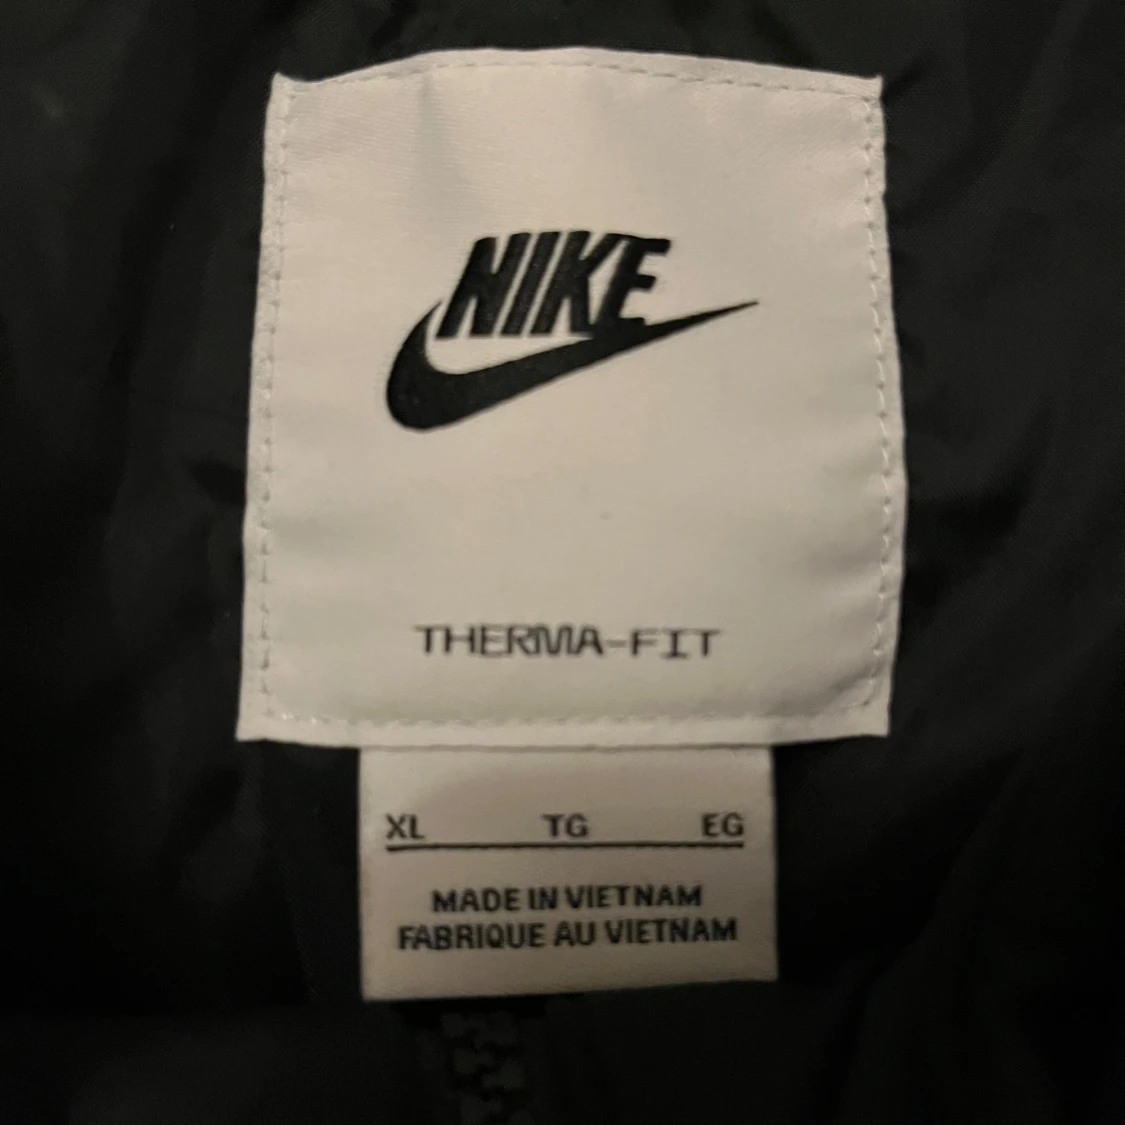 NIKE
THERMA-FIT
XL TG EG
MADE IN VIETNAM
FABRIQUE AU VIETNAM